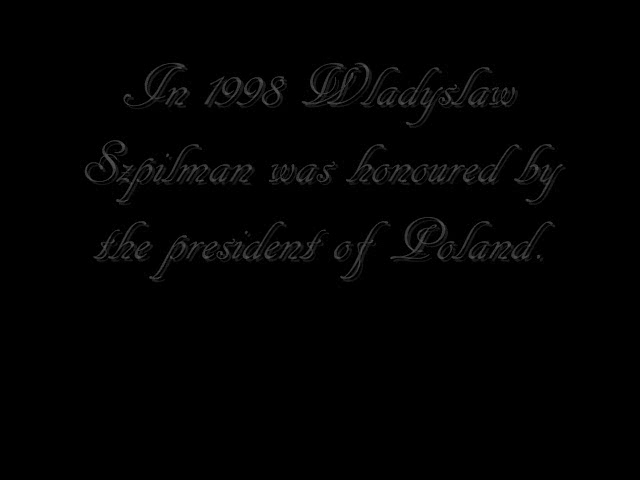 In 1998 Wladyslaw
Szpilman was honoured by
the president of Poland.